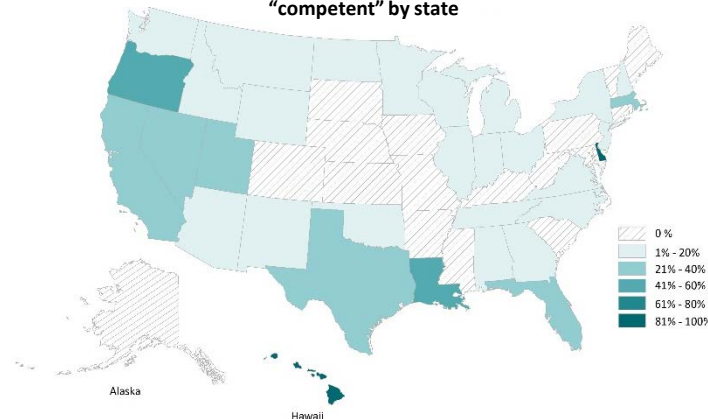 “competent” by state
0 %
1% - 20%
21% - 40%
41% - 60%
61% - 80%
81% - 100%
Alaska
Hawaii